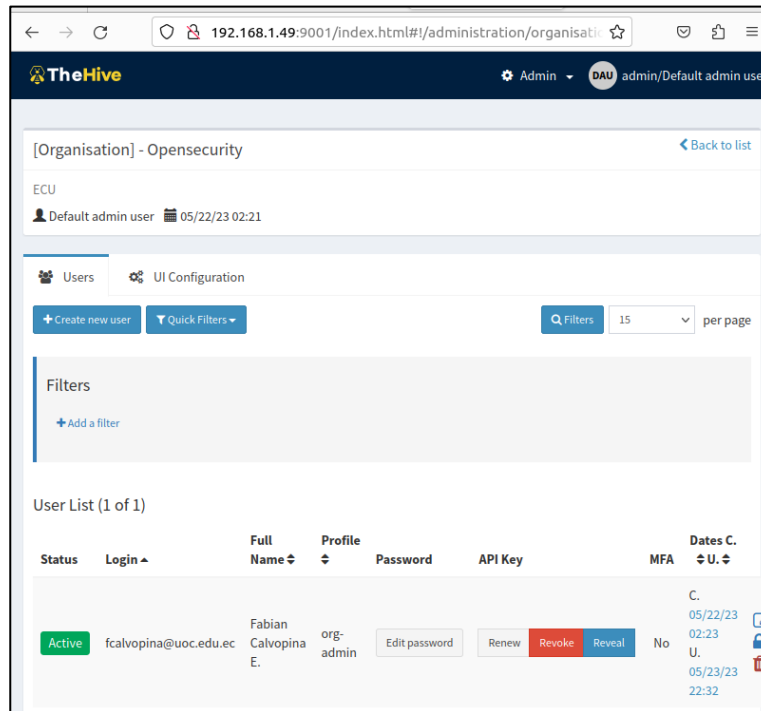 192.168.1.49:9001/index.html#!/administration/organisatic
TheHive
Admin
DAU
admin/Default admin use
[Organisation] - Opensecurity
Back to list
ECU
Default admin user 05/22/23 02:21
Users
UI Configuration
Create new user
Quick Filters
Filters
15
per page
Filters
Add a filter
User List (1 of 1)
Status
Login
Full
Name
Profile
Password
API Key
MFA
Dates C.
U.
Active
fcalvopina@uoc.edu.ec
Fabian
Calvopina
E.
org-
admin
Edit password
Renew
Revoke
Reveal
No
C.
05/22/23
02:23
U.
05/23/23
22:32